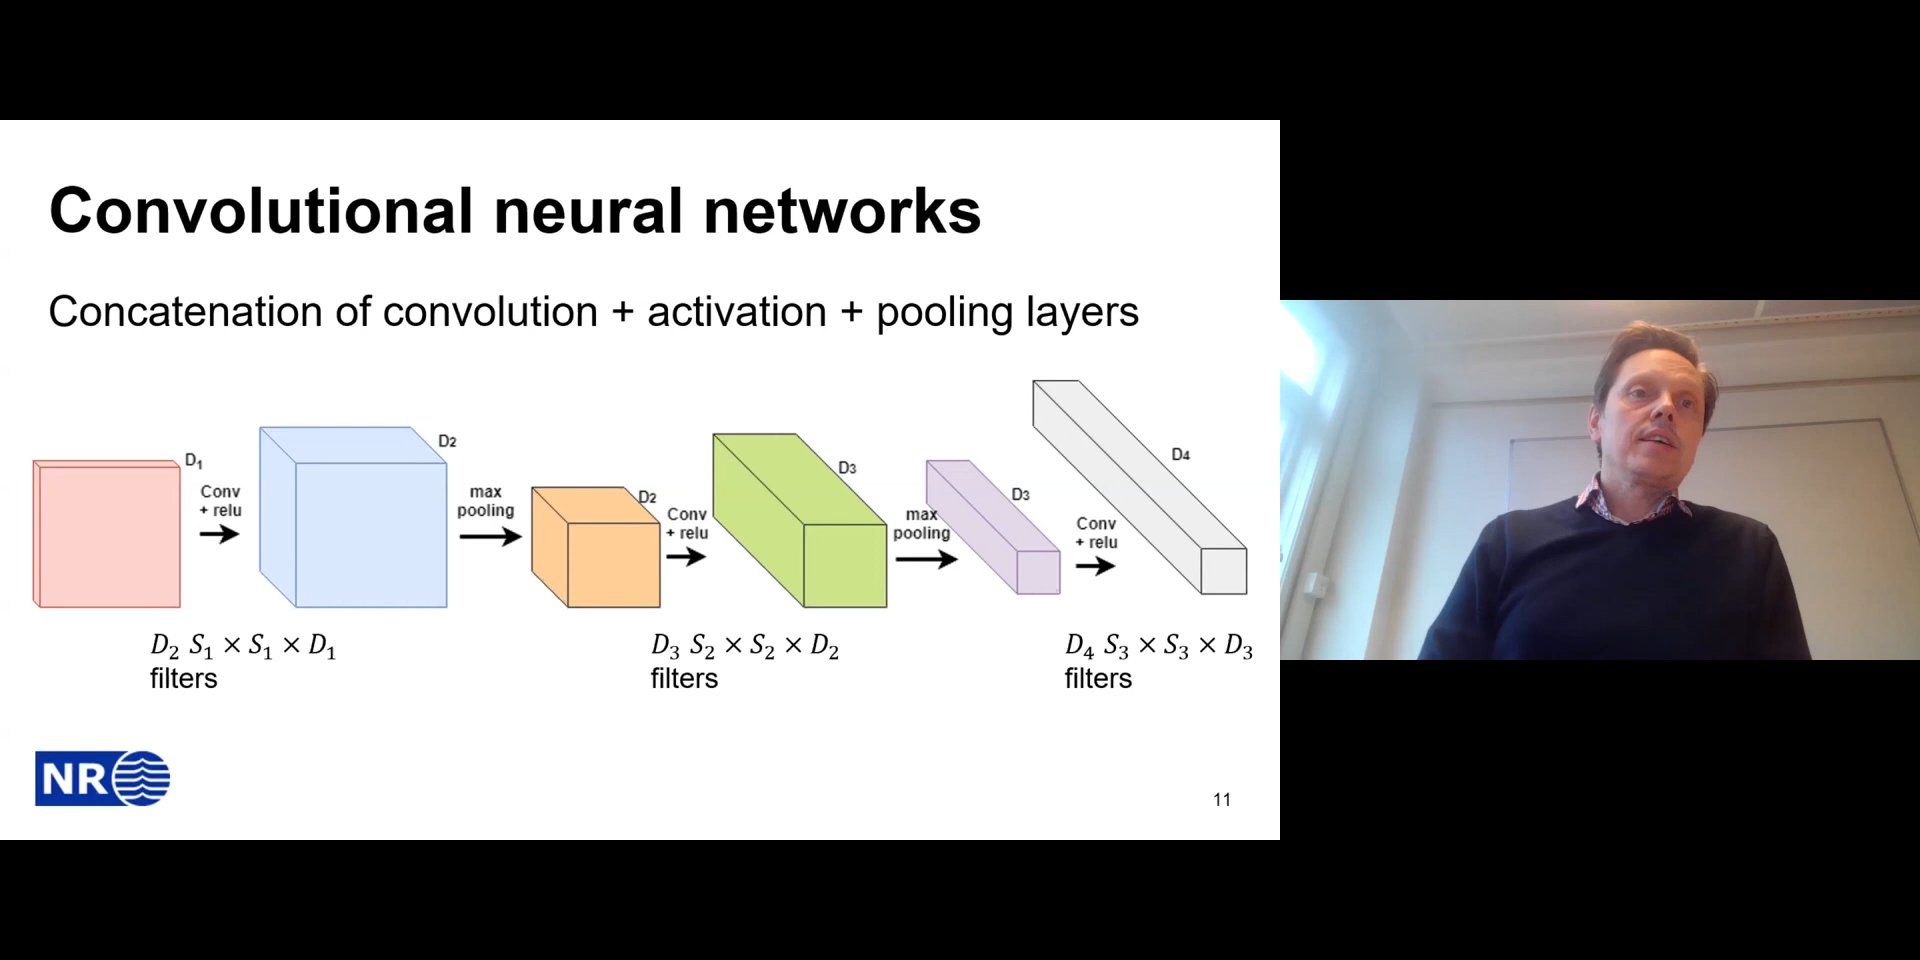 Convolutional neural networks
Concatenation of convolution + activation + pooling layers
D₁
Conv
+ relu
D₂
max
pooling
D₂
Conv
+ relu
D₃
max
pooling
D₃
Conv
+ relu
D₄
D₂ S₁ × S₁ × D₁
filters
D₃ S₂ × S₂ × D₂
filters
D₄ S₃ × S₃ × D₃
filters
NR
11